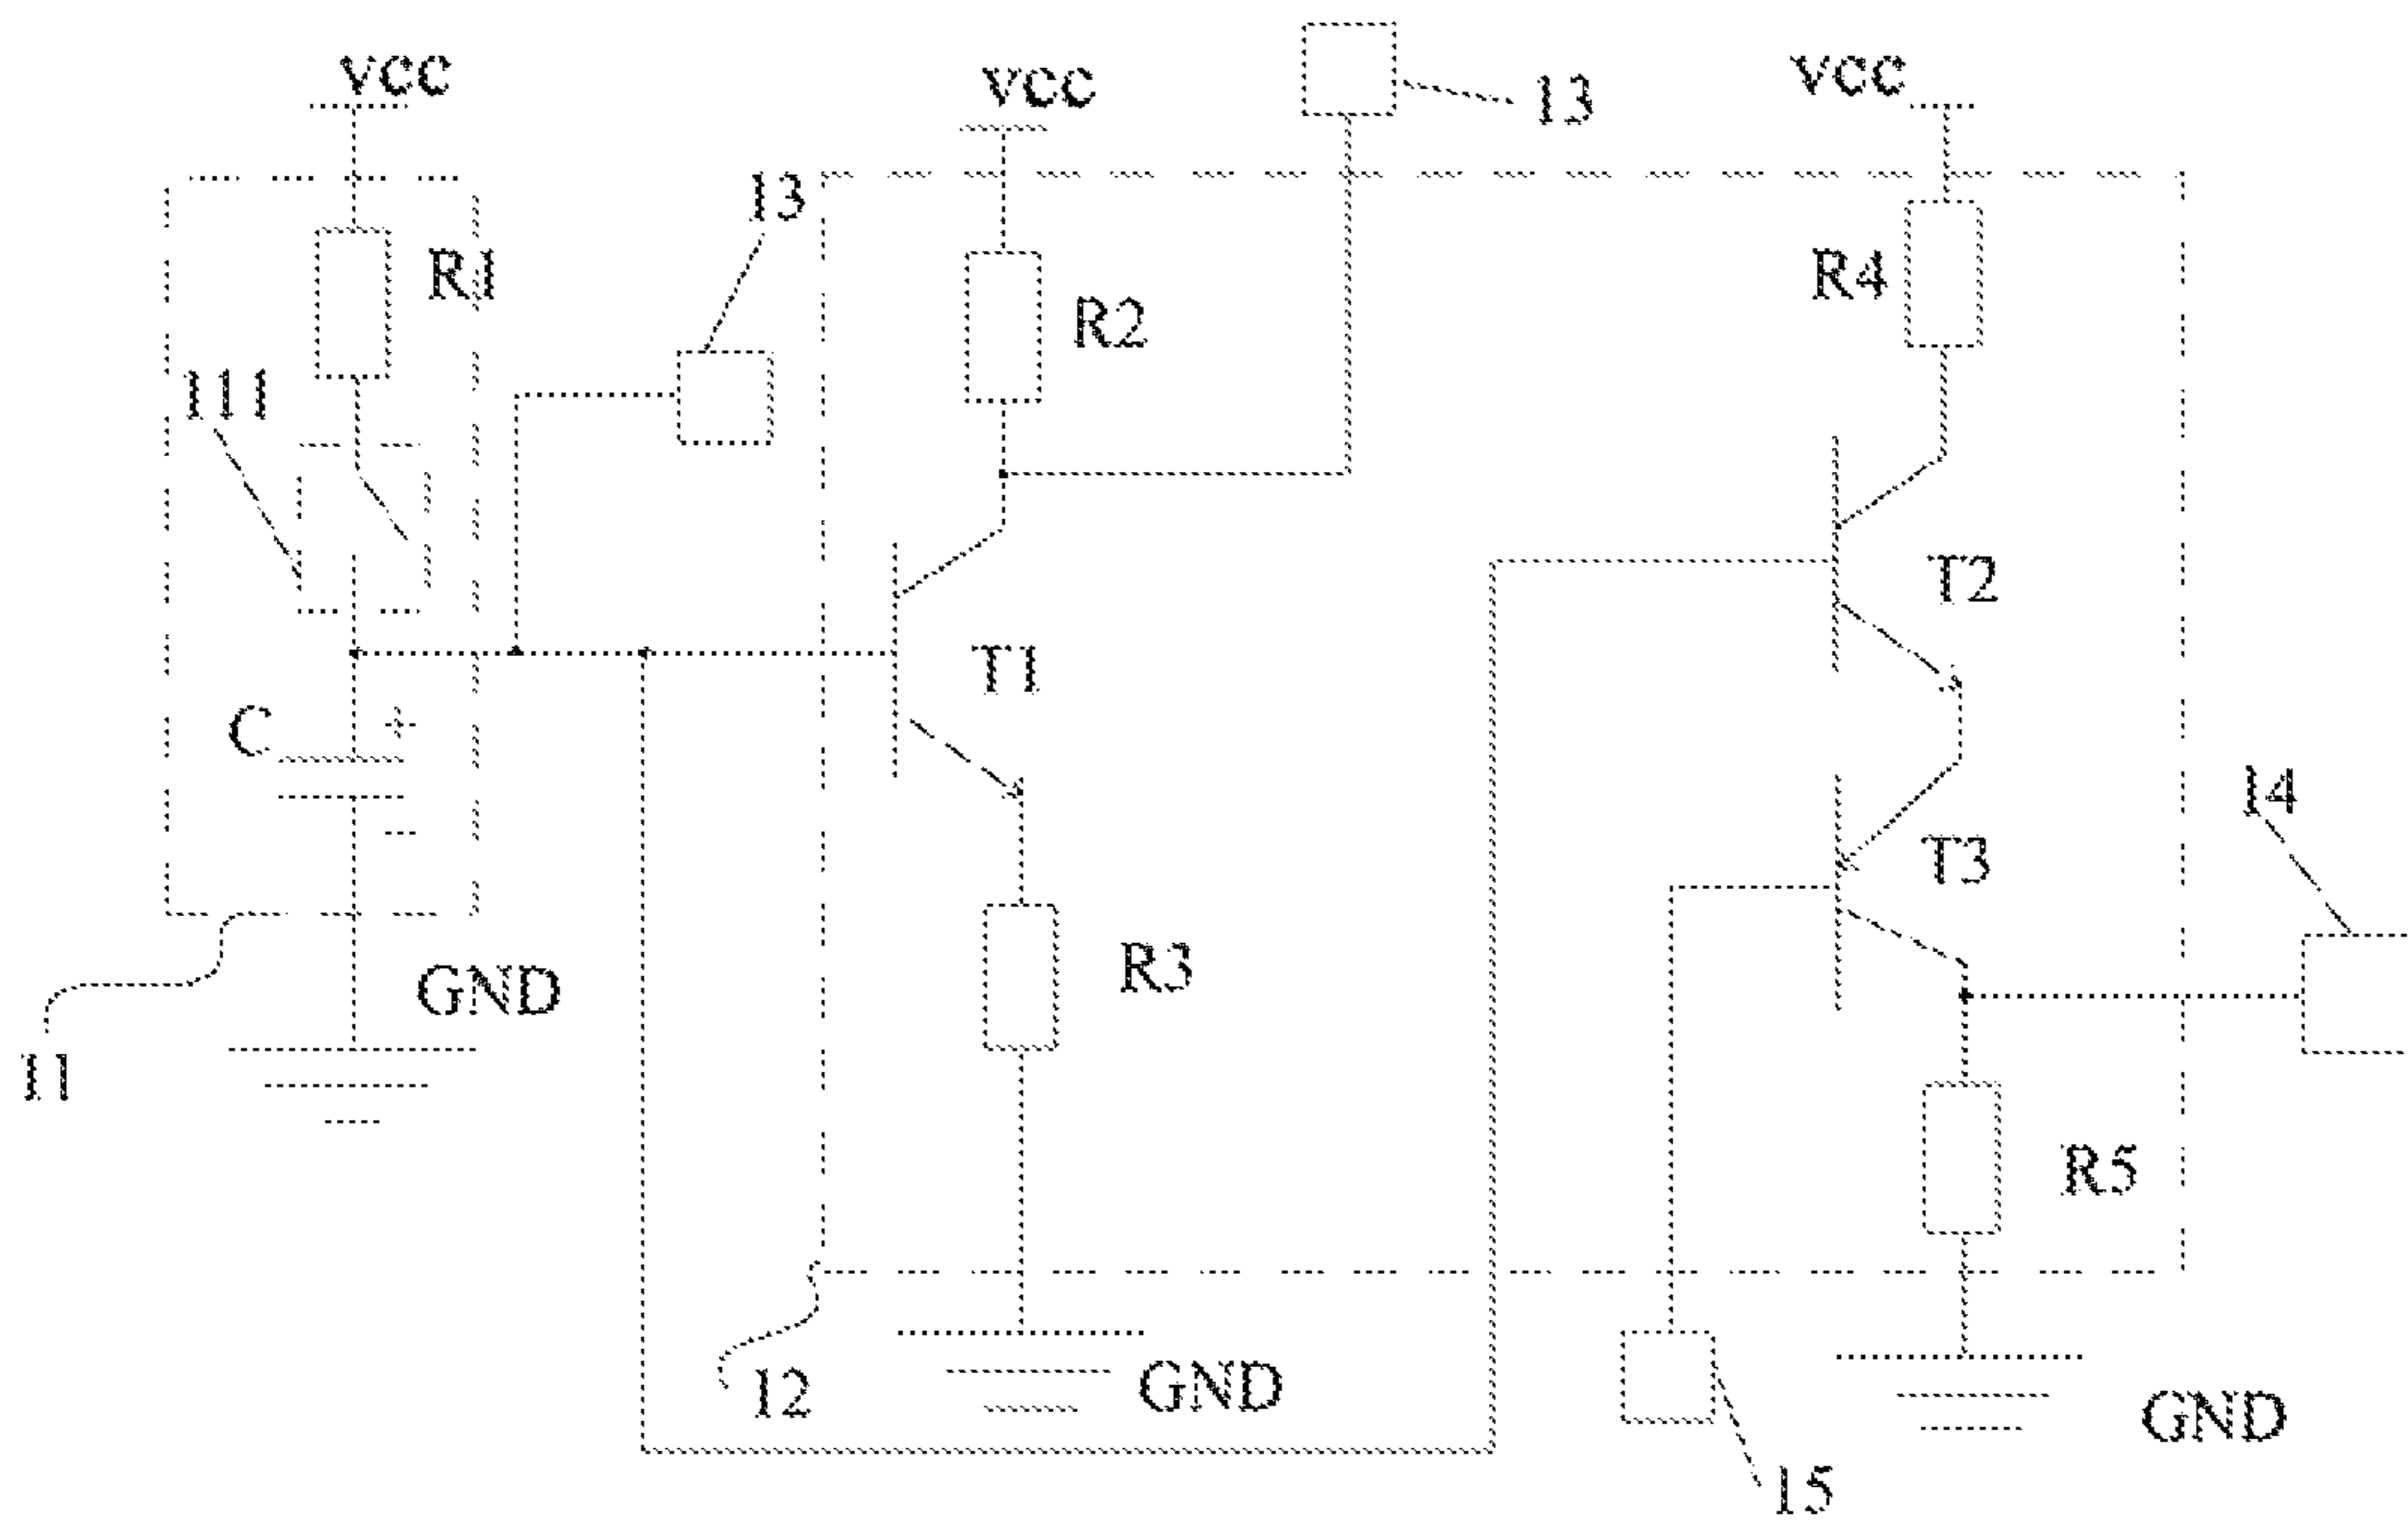 VCC
VCC
13
VCC
13
R1
R2
R4
111
T2
T1
C
+
-
T3
14
R3
GND
11
R5
12
GND
GND
15